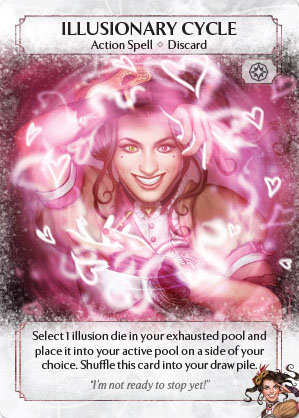 ILLUSIONARY CYCLE
Action Spell ◇ Discard
Select 1 illusion die in your exhausted pool and
place it into your active pool on a side of your
choice. Shuffle this card into your draw pile.
"I'm not ready to stop yet!"